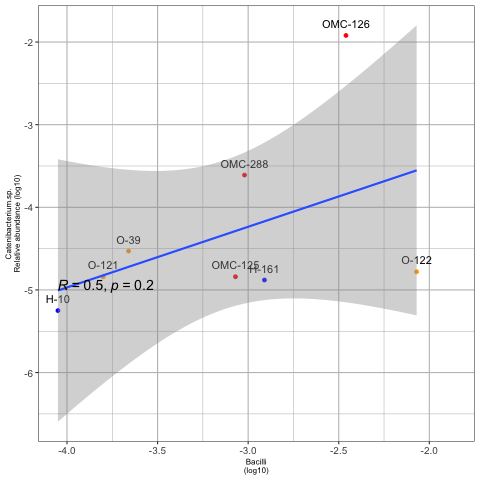 OMC-126
-2
-3
OMC-288
-4
O-39
O-121
OMC-125
H-161
O-122
R = 0.5, p = 0.2
-5
H-10
-6
-4.0
-3.5
-3.0
-2.5
-2.0
Bacilli
(log10)
Catenibacterium.sp.
Relative abundance (log10)